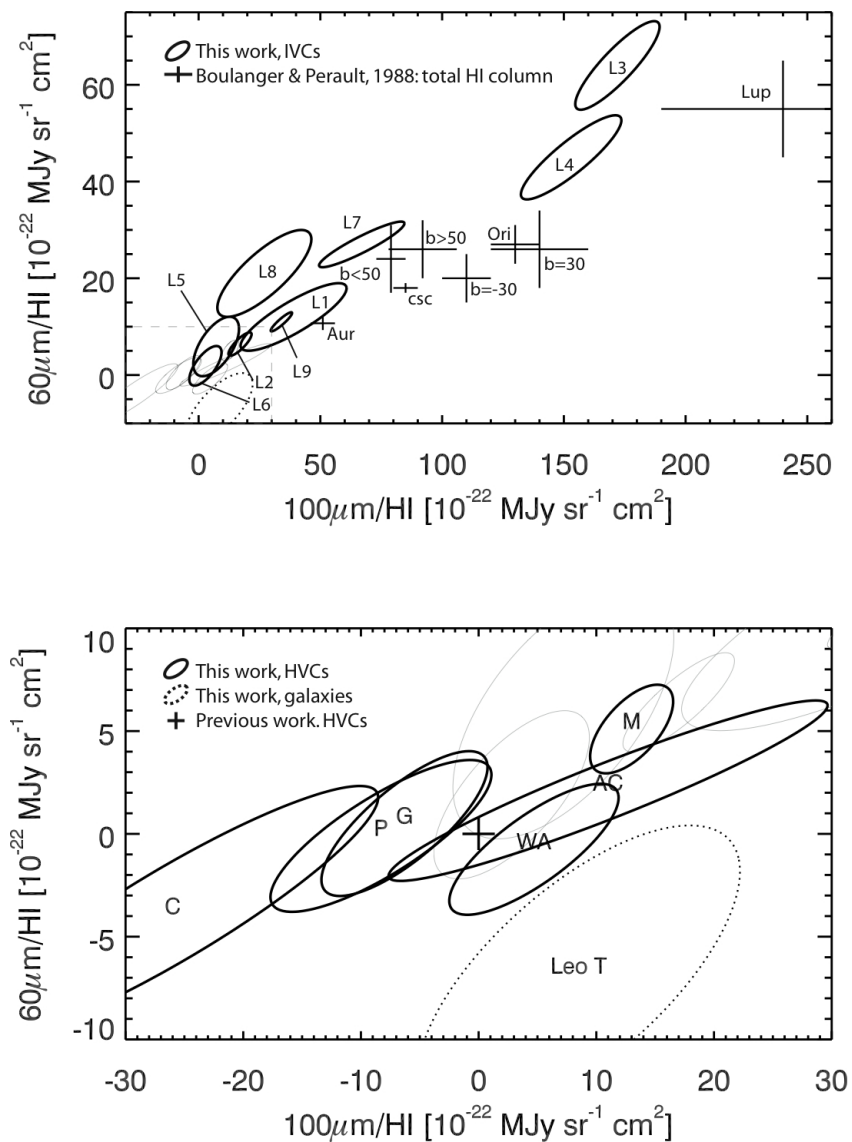 This work, IVCs
Boulanger & Perault, 1988: total HI column
L3
Lup
L4
L7
Ori
b>50
b<50
b=30
L8
L5
b=-30
csc
L1
Aur
L2
L9
L6
60
40
20
0
0 50 100 150 200 250
60μm/HI [10⁻²² MJy sr⁻¹ cm²]
100μm/HI [10⁻²² MJy sr⁻¹ cm²]
This work, HVCs
This work, galaxies
Previous work. HVCs
M
AC
G
P
WA
C
Leo T
10
5
0
-5
-10
-30 -20 -10 0 10 20 30
60μm/HI [10⁻²² MJy sr⁻¹ cm²]
100μm/HI [10⁻²² MJy sr⁻¹ cm²]